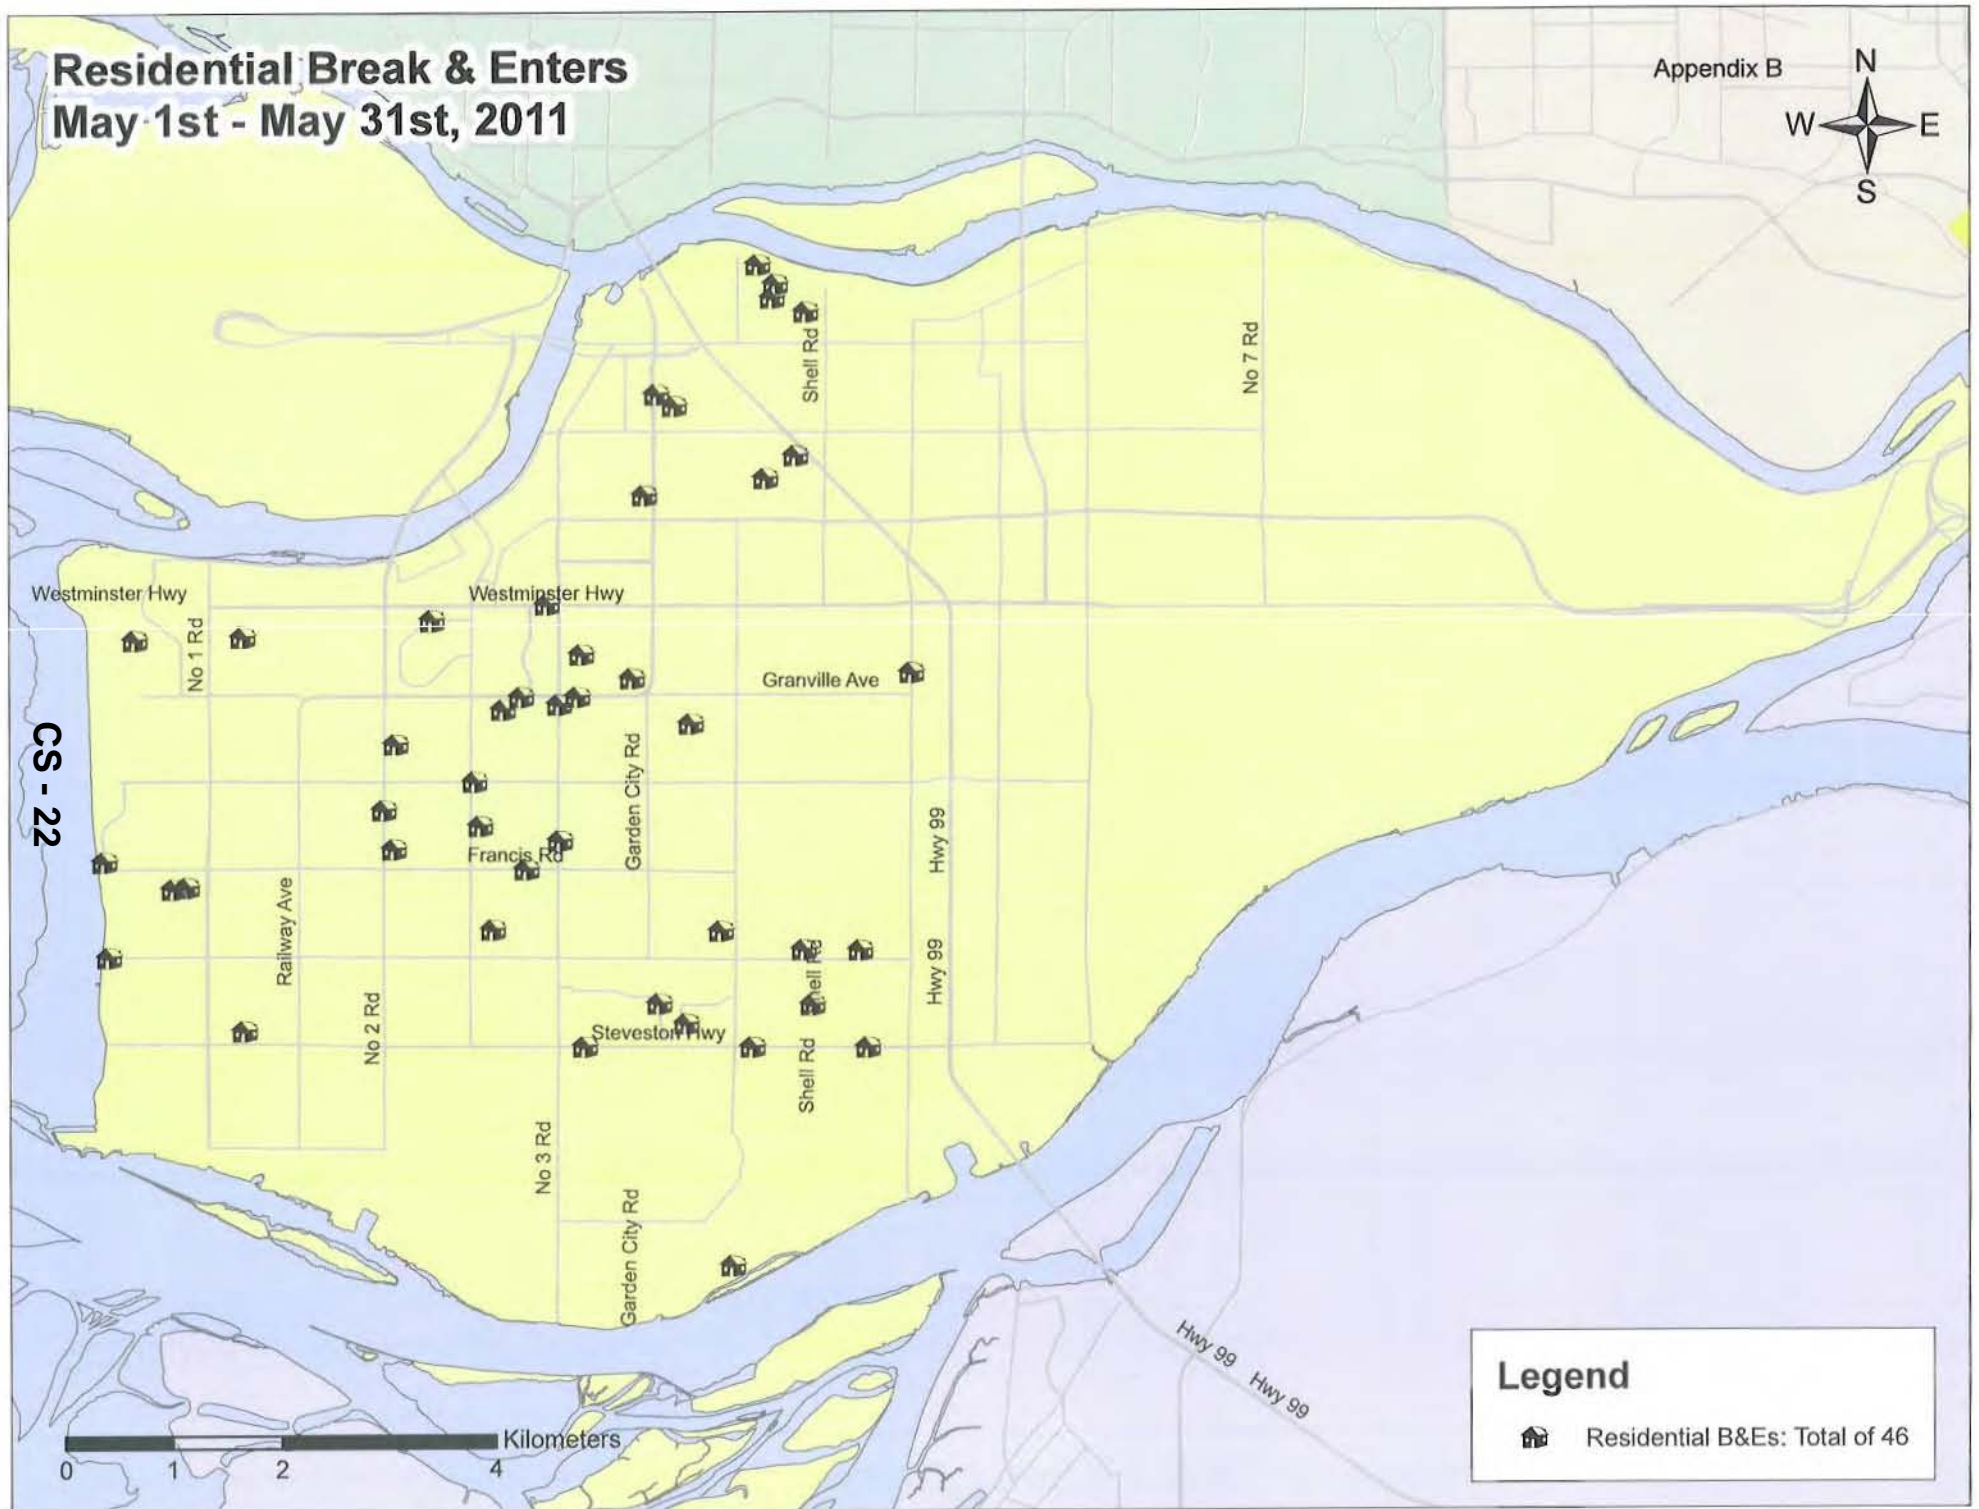 Residential Break & Enters
May 1st - May 31st, 2011
Appendix B
N
W
E
S
Shell Rd
No 7 Rd
Westminster Hwy
Westminster Hwy
No 1 Rd
Granville Ave
CS - 22
Garden City Rd
Hwy 99
Francis Rd
Railway Ave
Hwy 99
Shell Rd
No 2 Rd
Steveston Hwy
Shell Rd
No 3 Rd
Garden City Rd
Hwy 99
Hwy 99
Legend
Residential B&Es: Total of 46
Kilometers
0
1
2
4